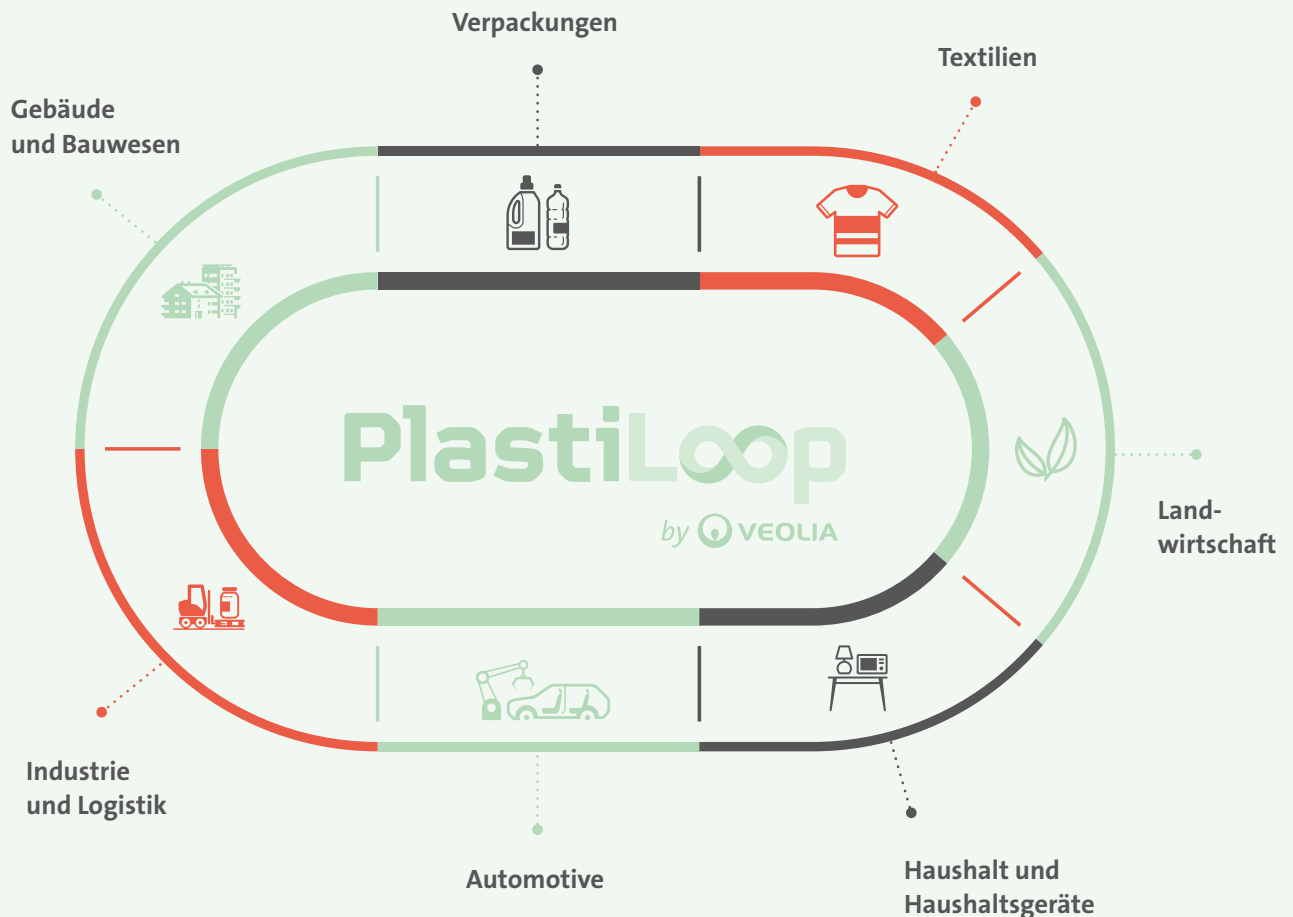 Verpackungen
Textilien
Gebäude
und Bauwesen
PlastiLoop
by VEOLIA
Land-
wirtschaft
Industrie
und Logistik
Automotive
Haushalt und
Haushaltsgeräte